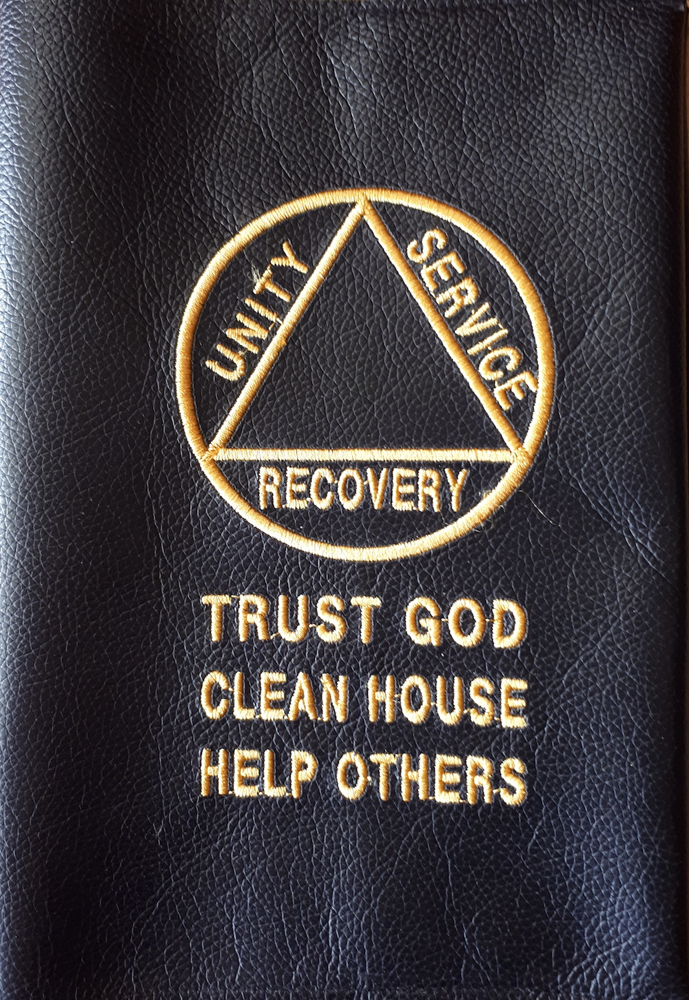 UNITY
SERVICE
RECOVERY
TRUST GOD
CLEAN HOUSE
HELP OTHERS